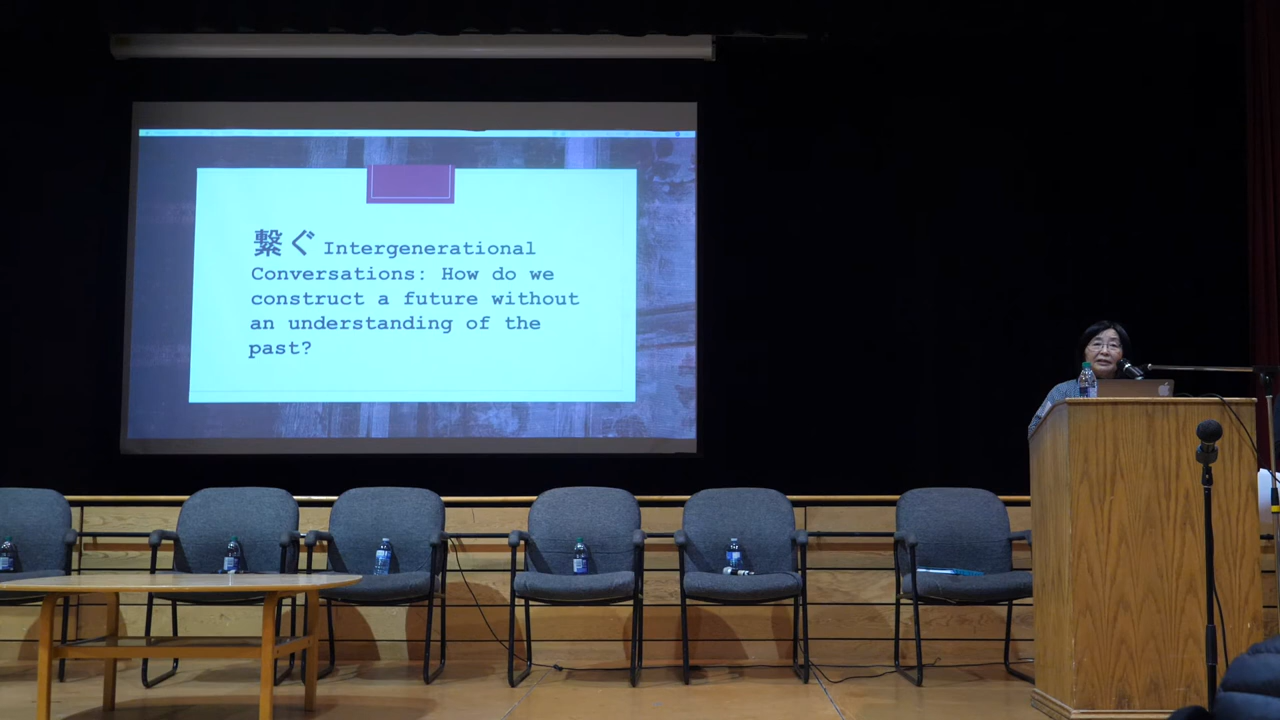 繋ぐ Intergenerational
Conversations: How do we
construct a future without
an understanding of the
past?